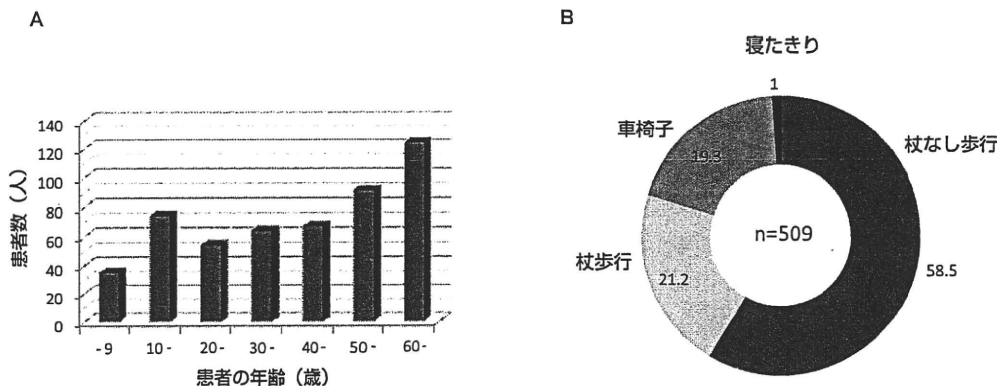 A
140
120
100
80
60
40
20
0
患者数（人）
- 9 10 - 20 - 30 - 40 - 50 - 60 -
患者の年齢（歳）
B
寝たきり
1
車椅子
19.3
杖なし歩行
n=509
杖歩行
21.2
58.5